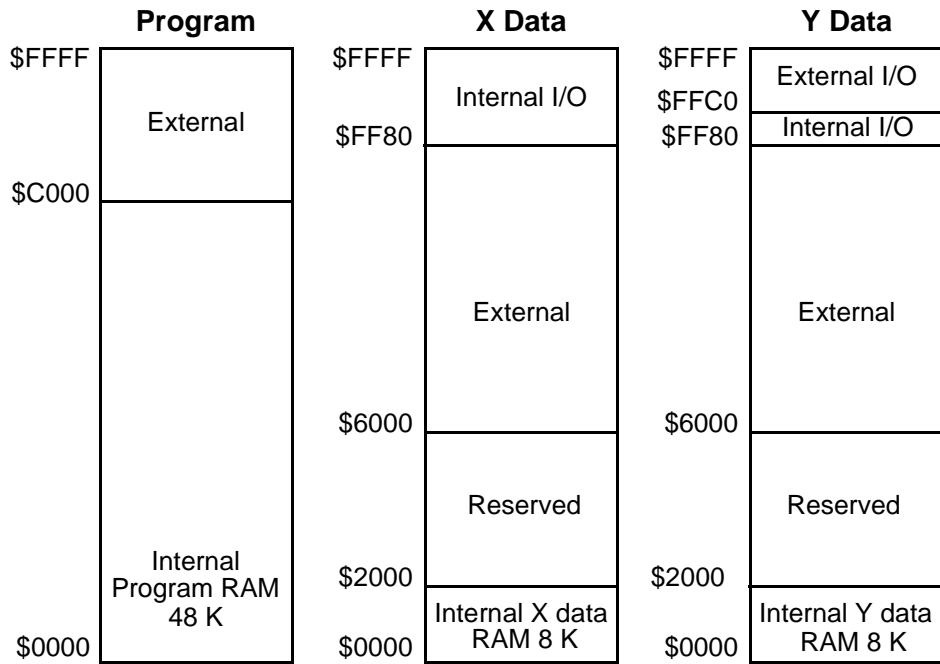 Program
$FFFF
External
$C000
Internal
Program RAM
48 K
$0000
X Data
$FFFF
Internal I/O
$FF80
External
$6000
Reserved
$2000
Internal X data
RAM 8 K
$0000
Y Data
$FFFF
External I/O
$FFC0
Internal I/O
$FF80
External
$6000
Reserved
$2000
Internal Y data
RAM 8 K
$0000